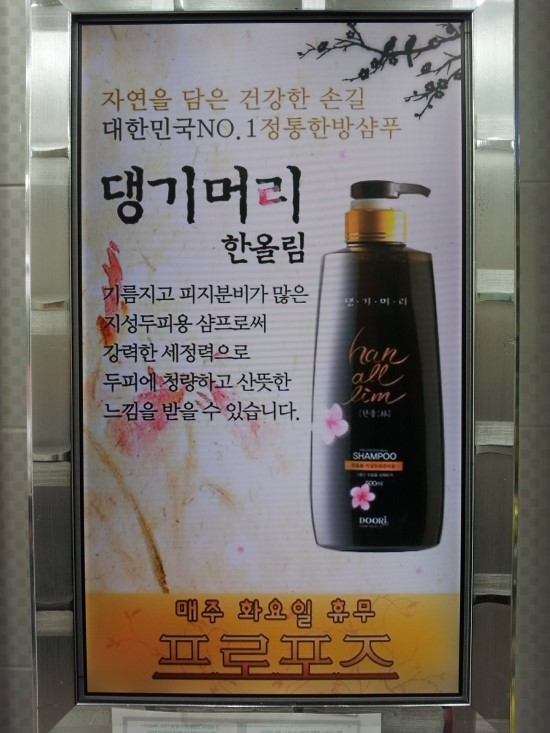 자연을 담은 건강한 손길
대한민국NO.1정통한방샴푸
댕기머리
한올림
기름지고 피지분비가 많은
지성두피용 샴프로써
강력한 세정력으로
두피에 청량하고 산뜻한
느낌을 받을 수 있습니다.
댕·기·머·리
han
all
lim
SHAMPOO
500ml
DOORI
매주 화요일 휴무
프로포즈